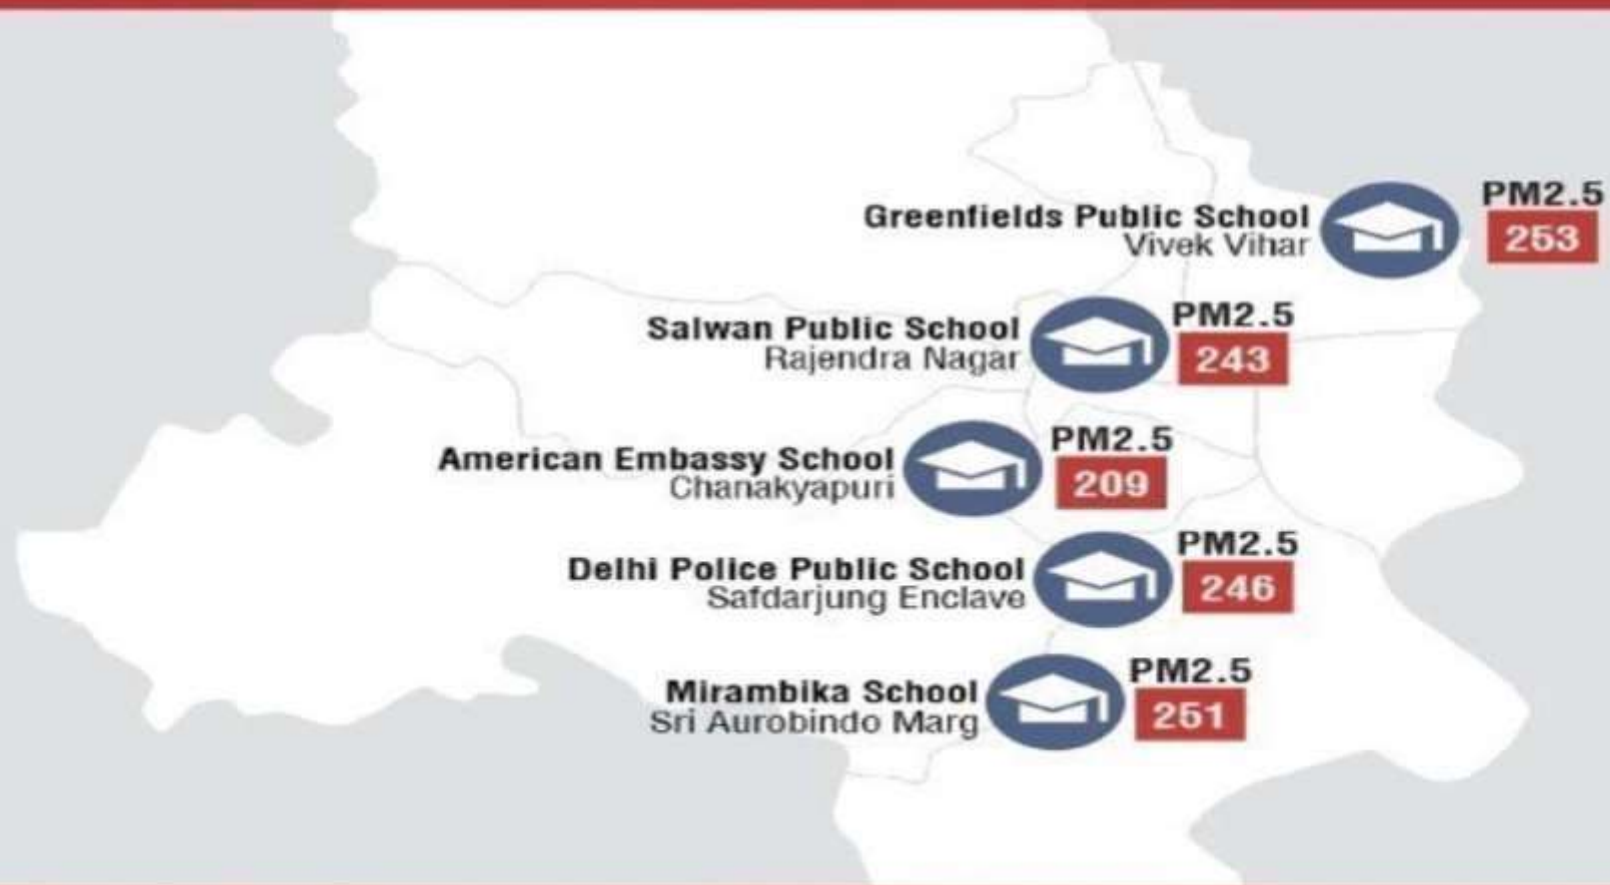 Greenfields Public School
Vivek Vihar
PM2.5
253
Salwan Public School
Rajendra Nagar
PM2.5
243
American Embassy School
Chanakyapuri
PM2.5
209
Delhi Police Public School
Safdarjung Enclave
PM2.5
246
Mirambika School
Sri Aurobindo Marg
PM2.5
251